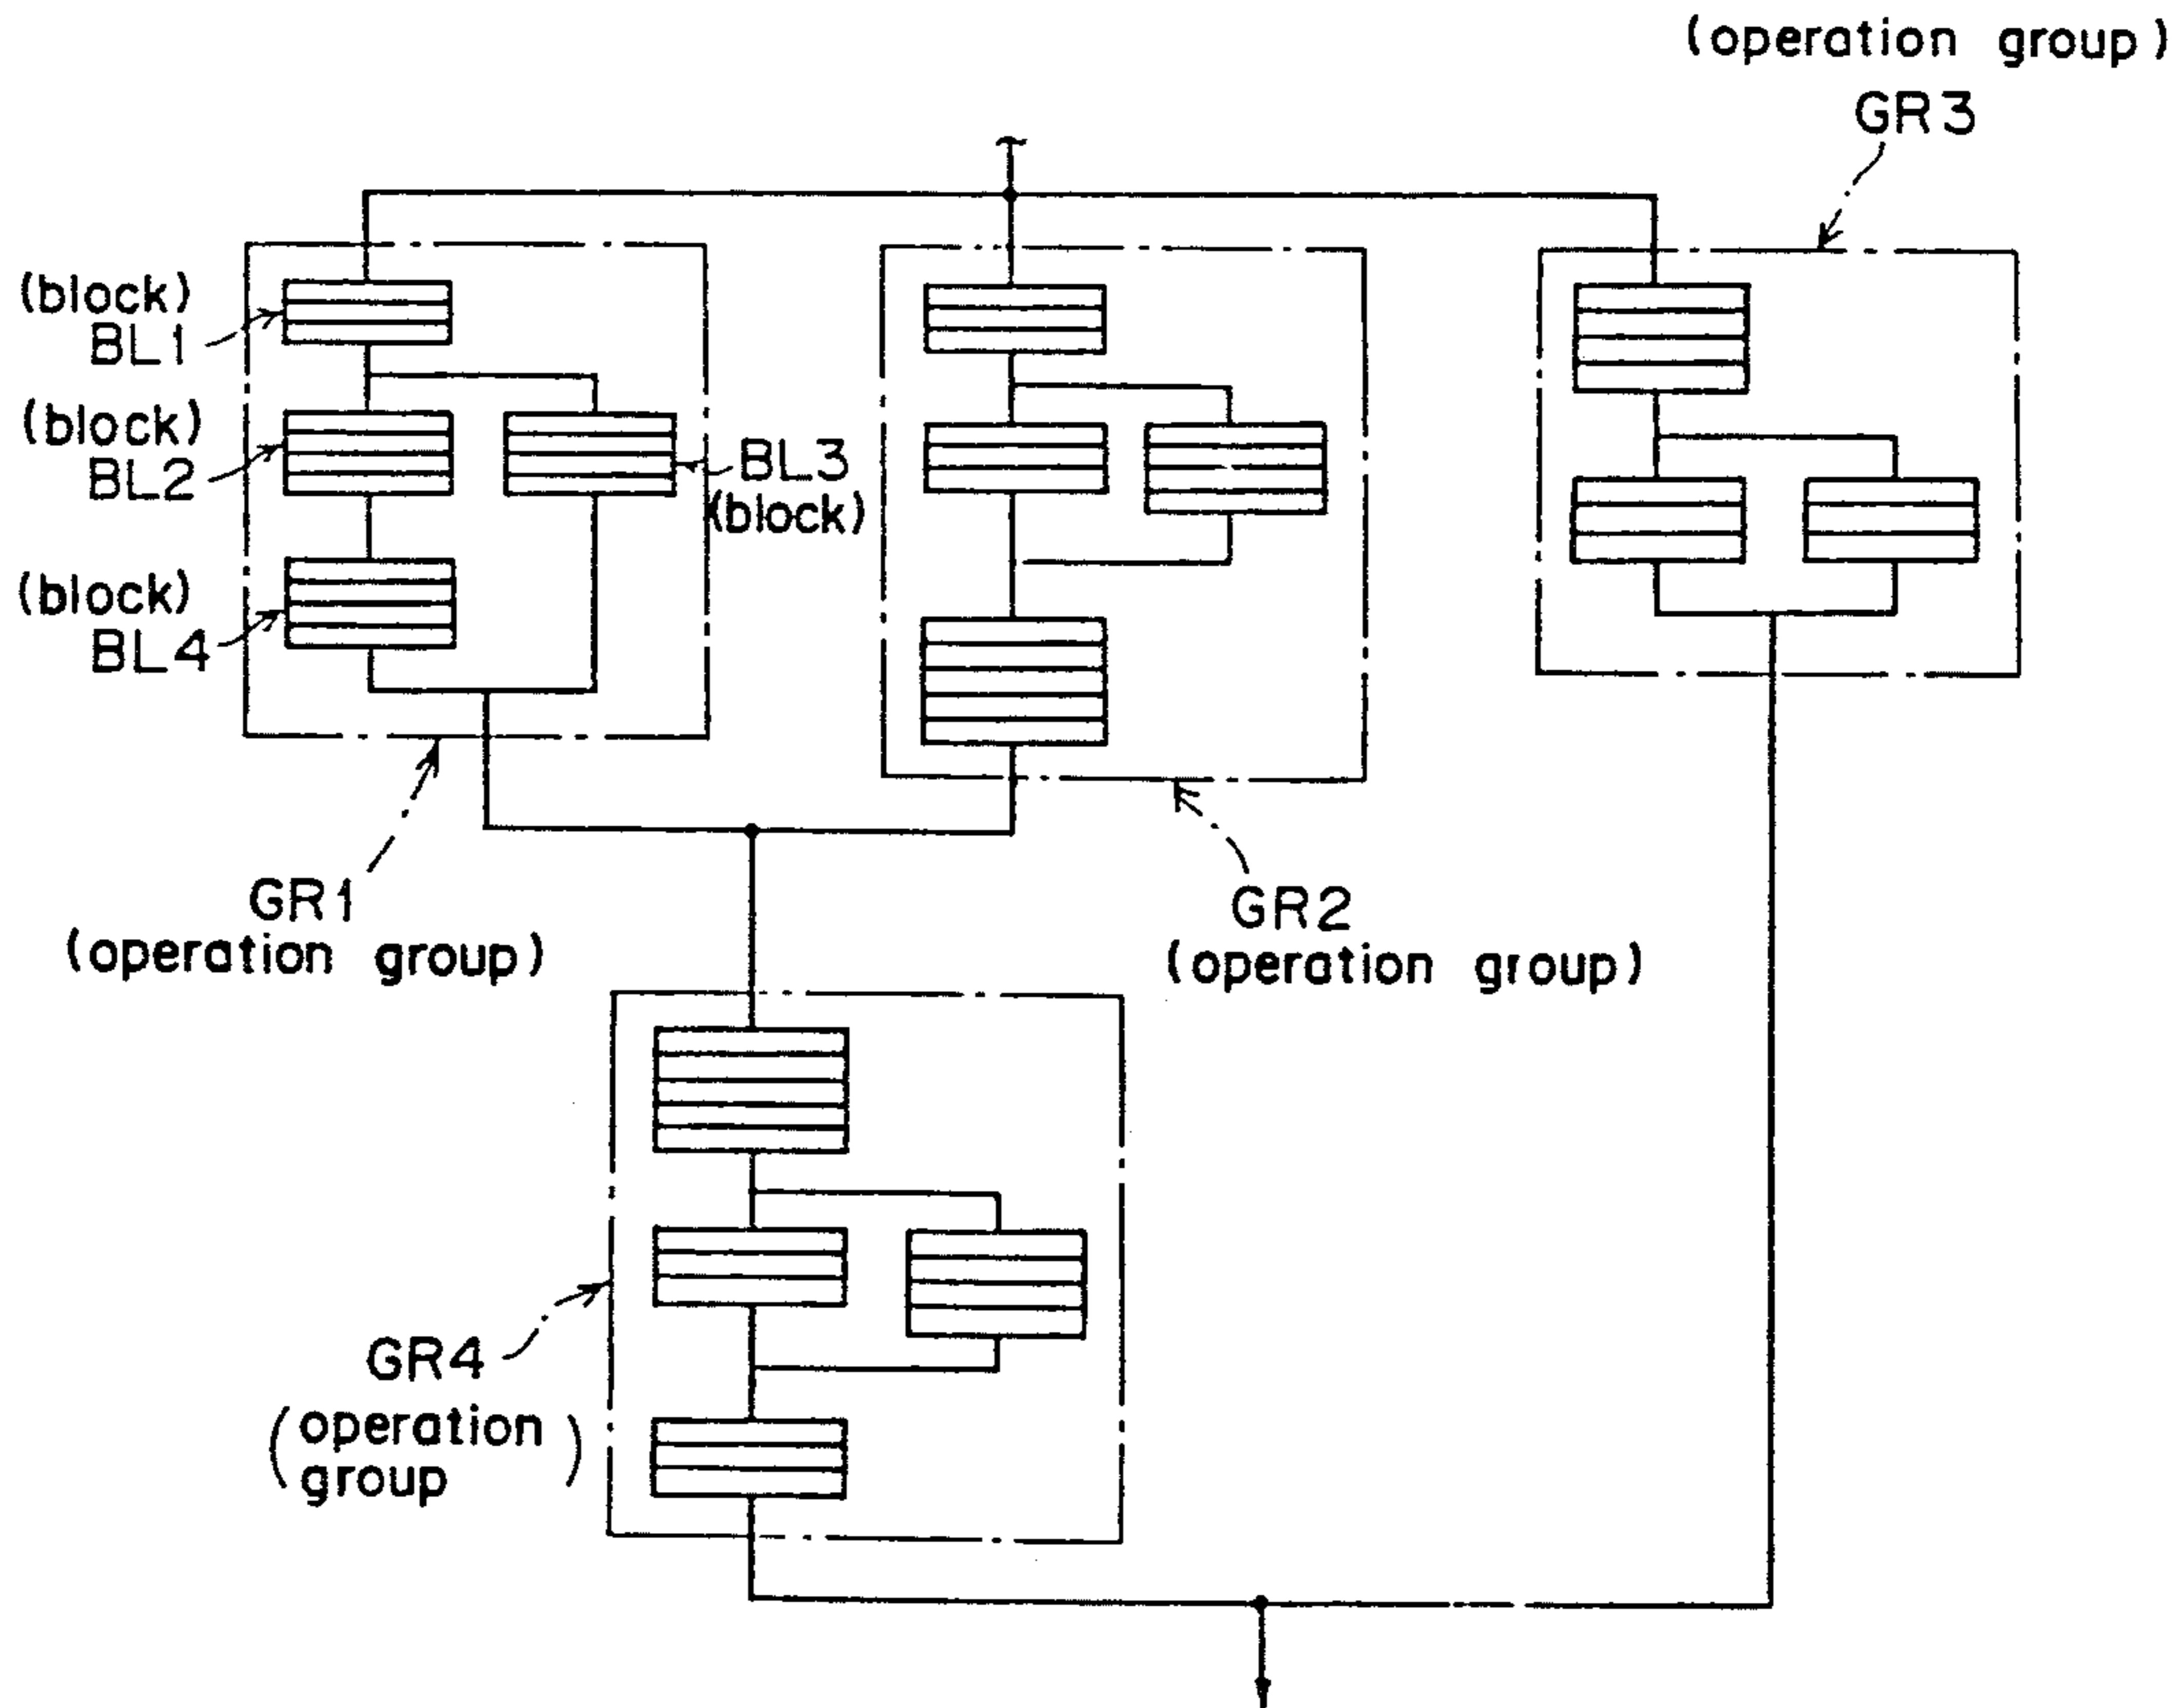 (operation group)
GR3
(block)
BL1
(block)
BL2
BL3
(block)
(block)
BL4
GR1
(operation group)
GR2
(operation group)
GR4
(operation
group)